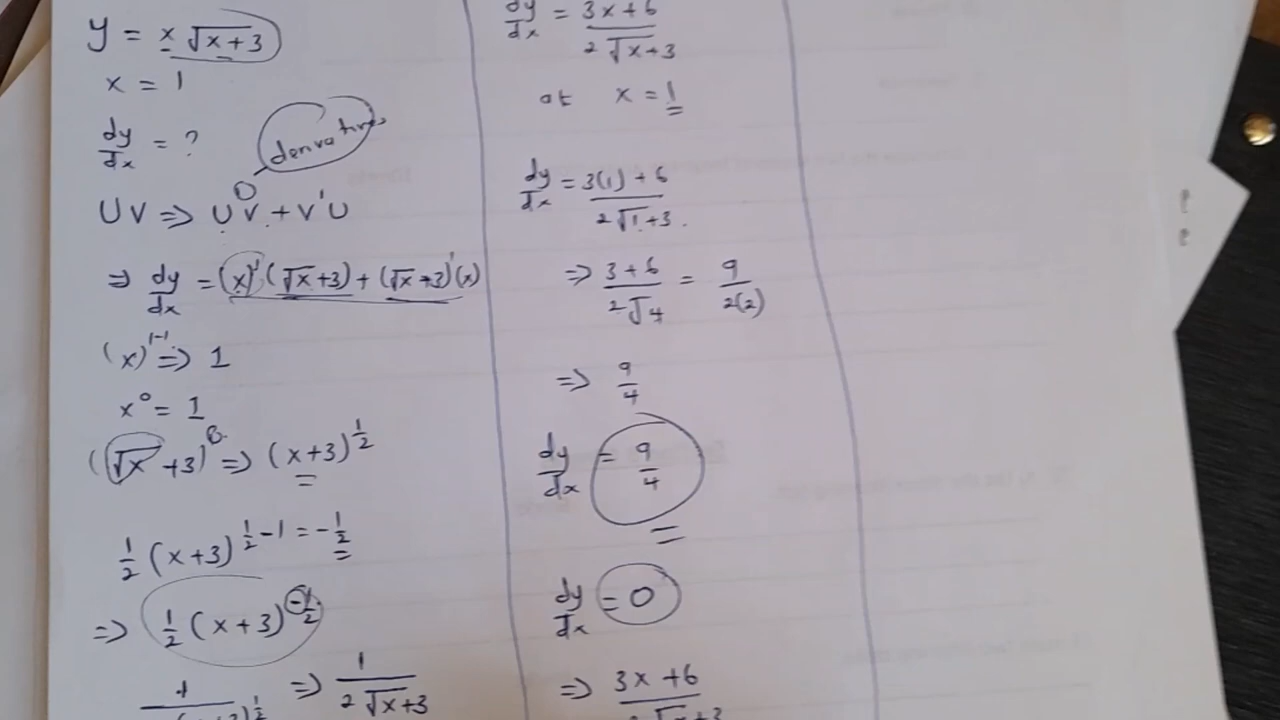 y = x √x+3
x = 1
dy/dx = ?
derivatives
UV => U'V + V'U
=> dy/dx = (x)'(√x+3) + (√x+3)'(x)
(x)^1-1 => 1
x^0 = 1
(√x+3) => (x+3)^1/2
1/2 (x+3)^1/2-1 = -1/2
=> 1/2 (x+3)^-1/2
=> 1/2√x+3
dy/dx = 3x+6/2√x+3
at x = 1
dy/dx = 3(1)+6/2√1+3.
=> 3+6/2√4 = 9/2(2)
=> 9/4
dy/dx = 9/4
dy/dx = 0
=> 3x+6/2√x+3